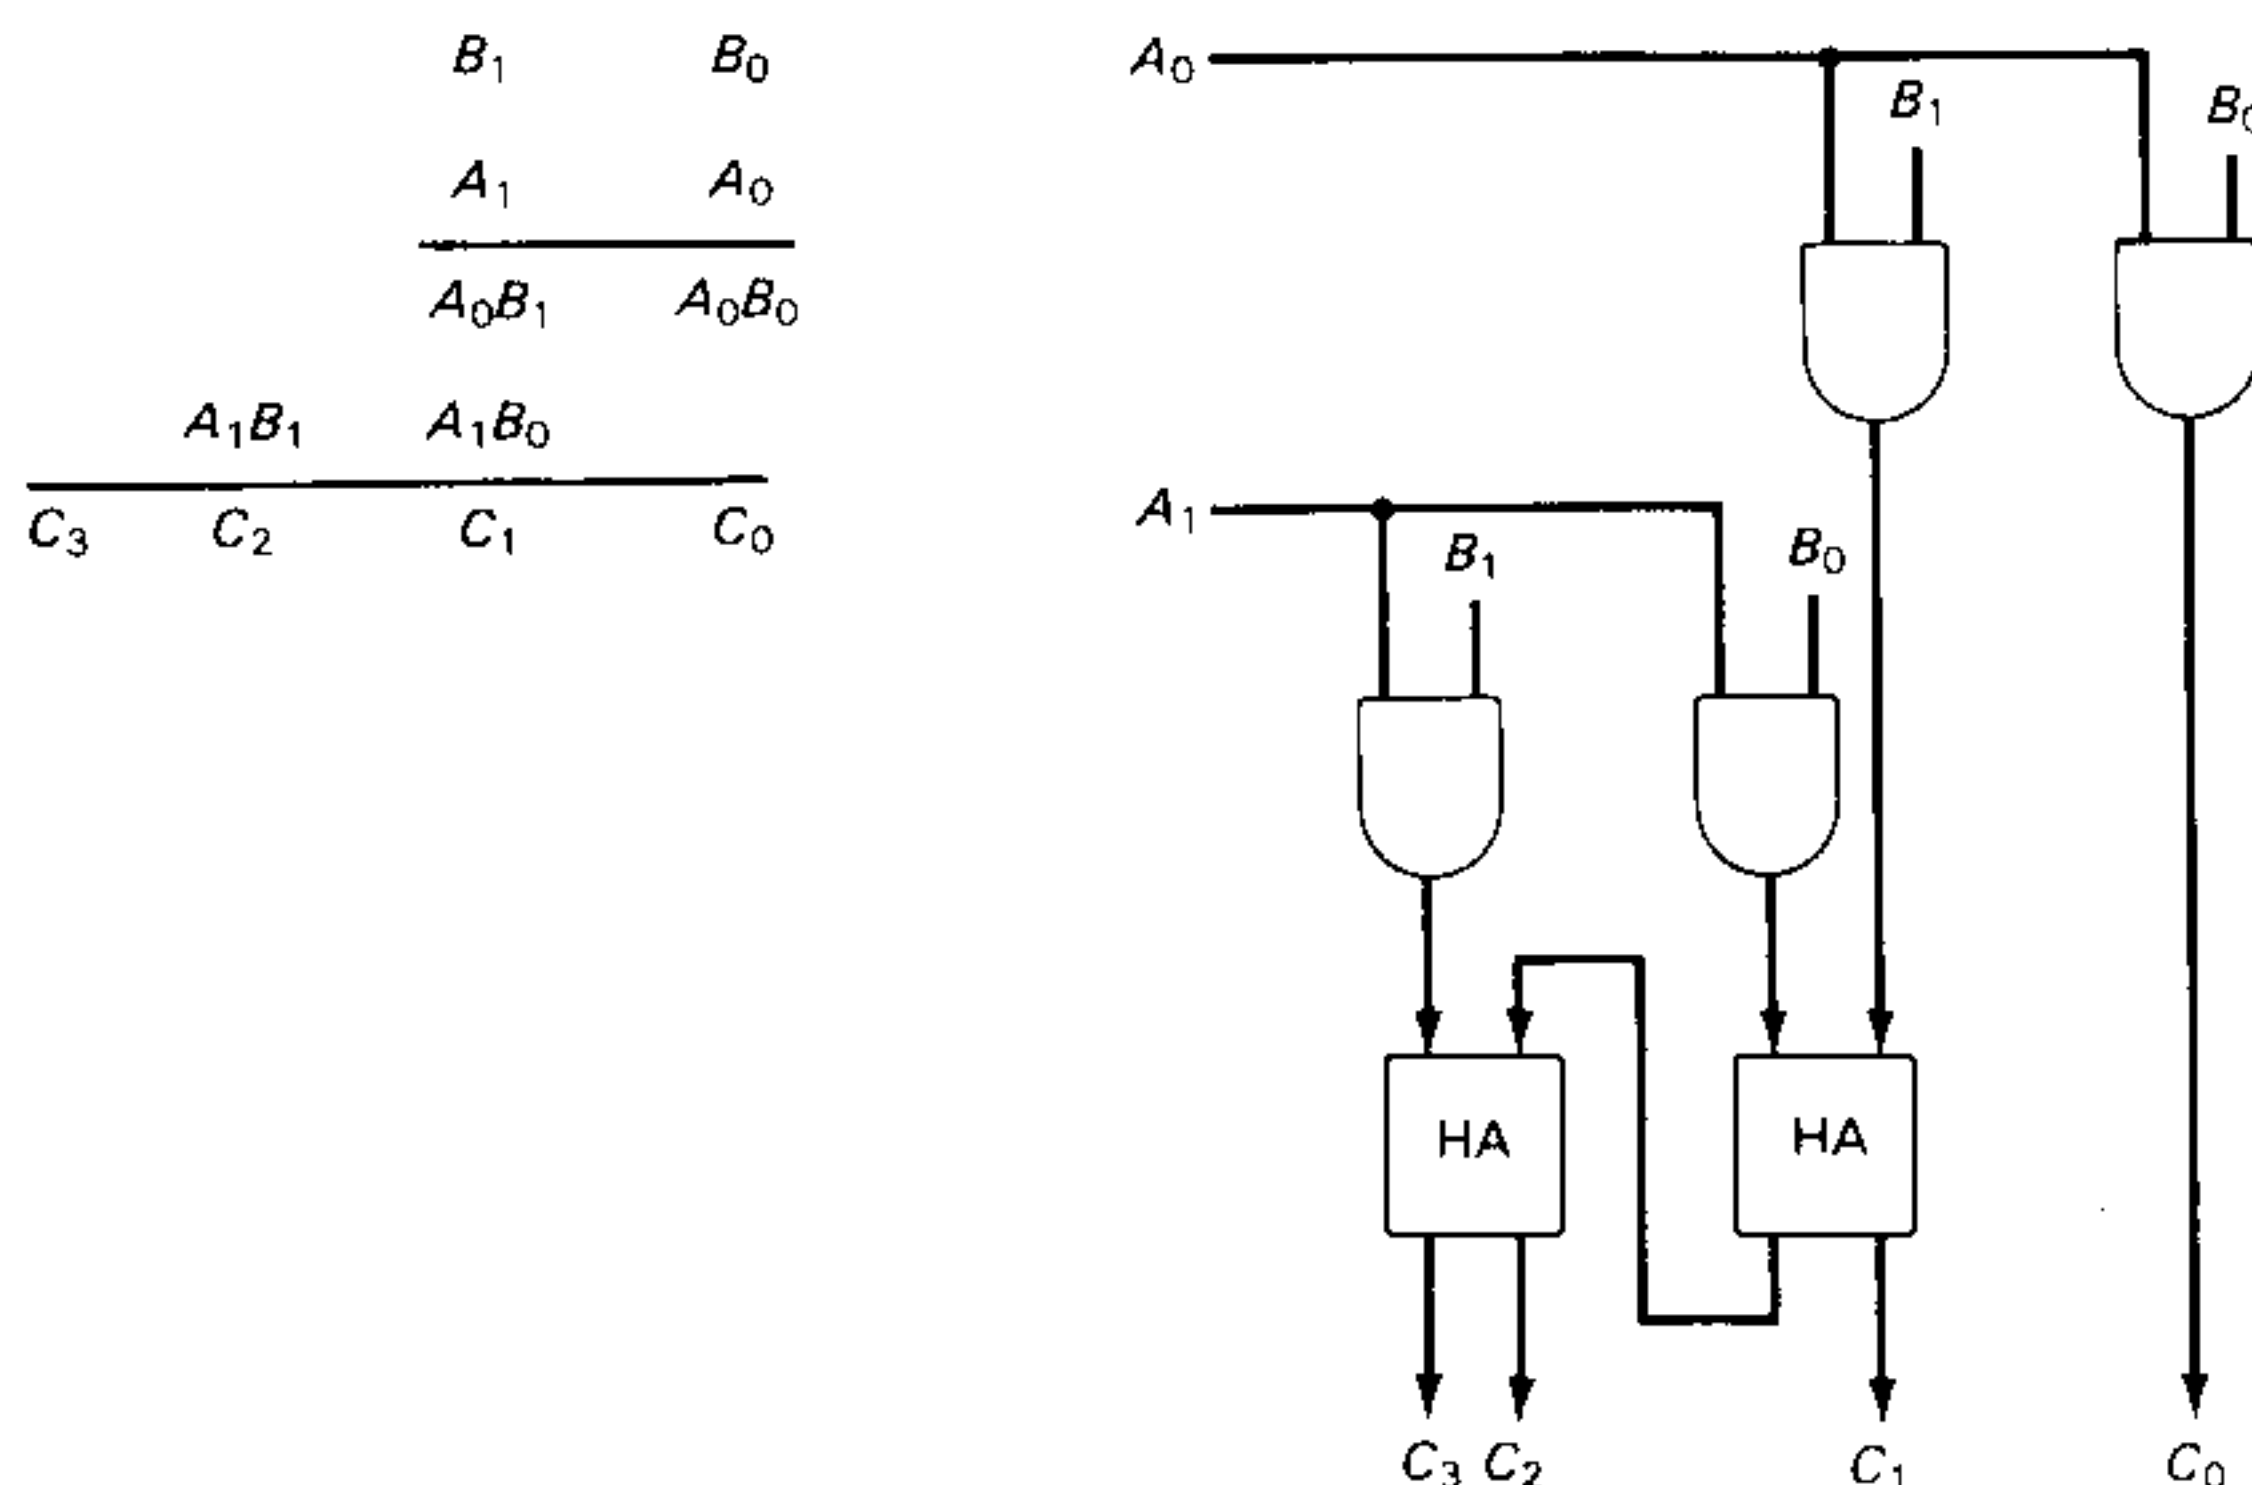 B₁ B₀
A₁ A₀
A₀B₁ A₀B₀
A₁B₁ A₁B₀
C₃ C₂ C₁ C₀
A₀
B₁
B₀
A₁
B₁
B₀
HA HA
C₃ C₂ C₁ C₀